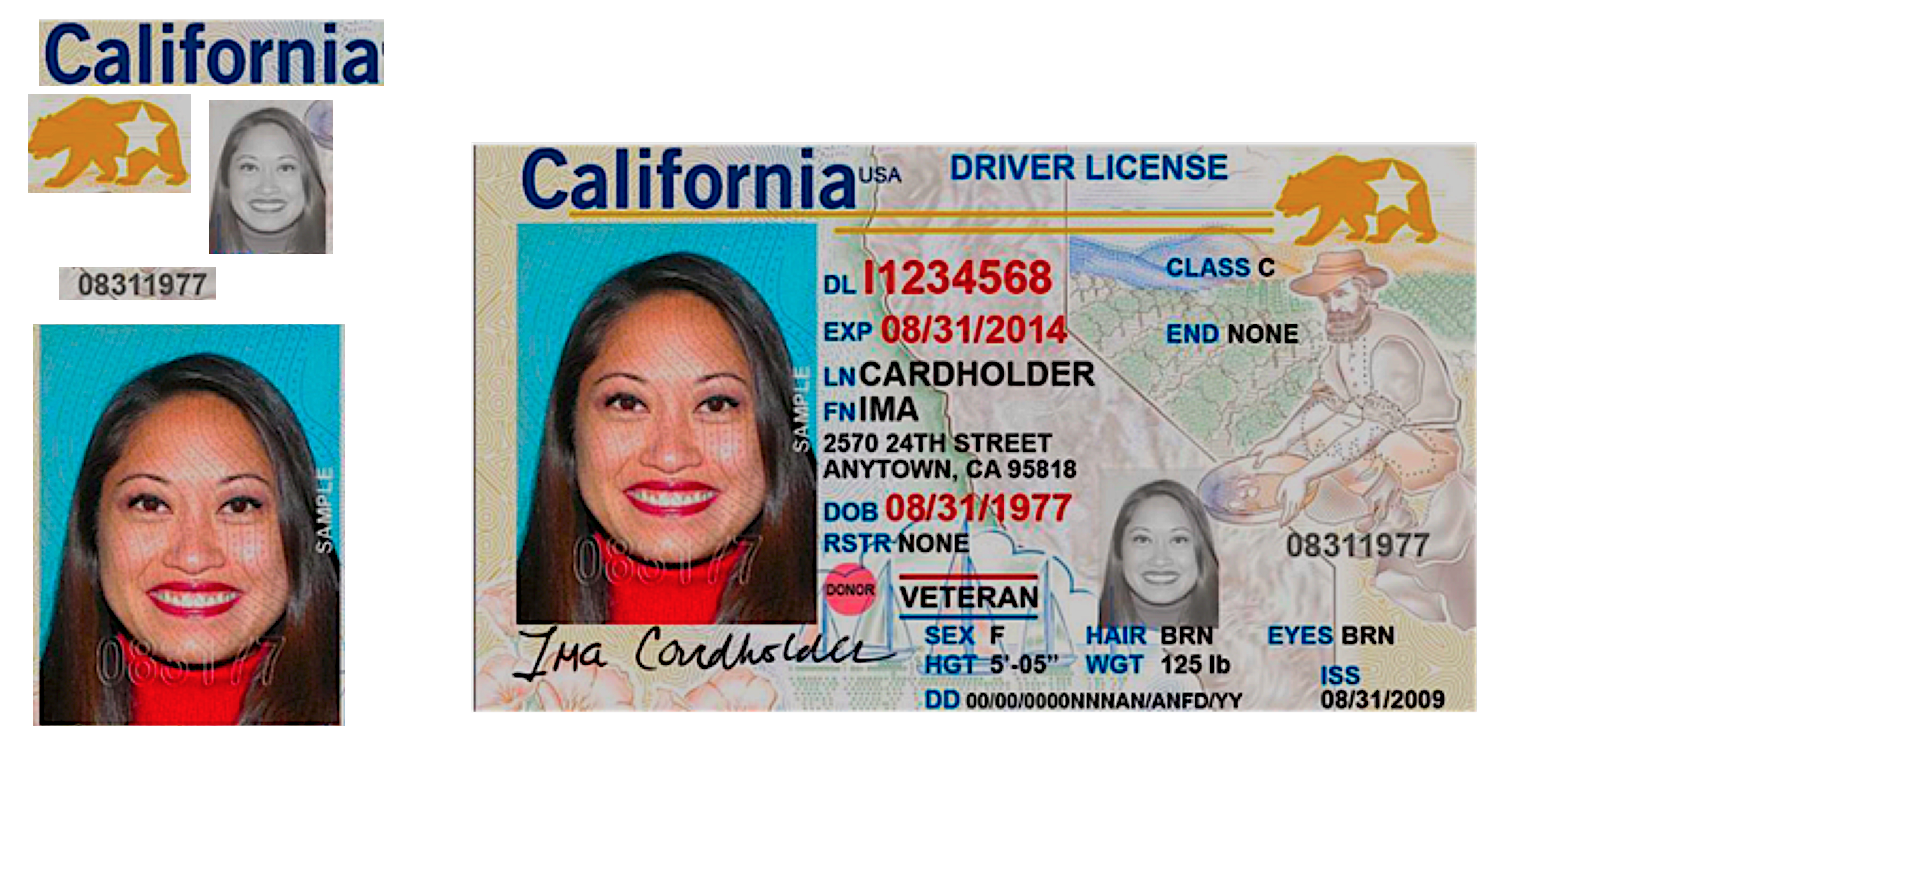 California
08311977
SAMPLE
083177
California USA DRIVER LICENSE
DL I1234568
CLASS C
EXP 08/31/2014
END NONE
LN CARDHOLDER
FN IMA
2570 24TH STREET
ANYTOWN, CA 95818
SAMPLE
DOB 08/31/1977
RSTR NONE
08311977
083177
DONOR
VETERAN
Ima Cardholder
SEX F HAIR BRN EYES BRN
HGT 5'-05" WGT 125 lb
ISS
DD 00/00/0000NNNAN/ANFD/YY
08/31/2009